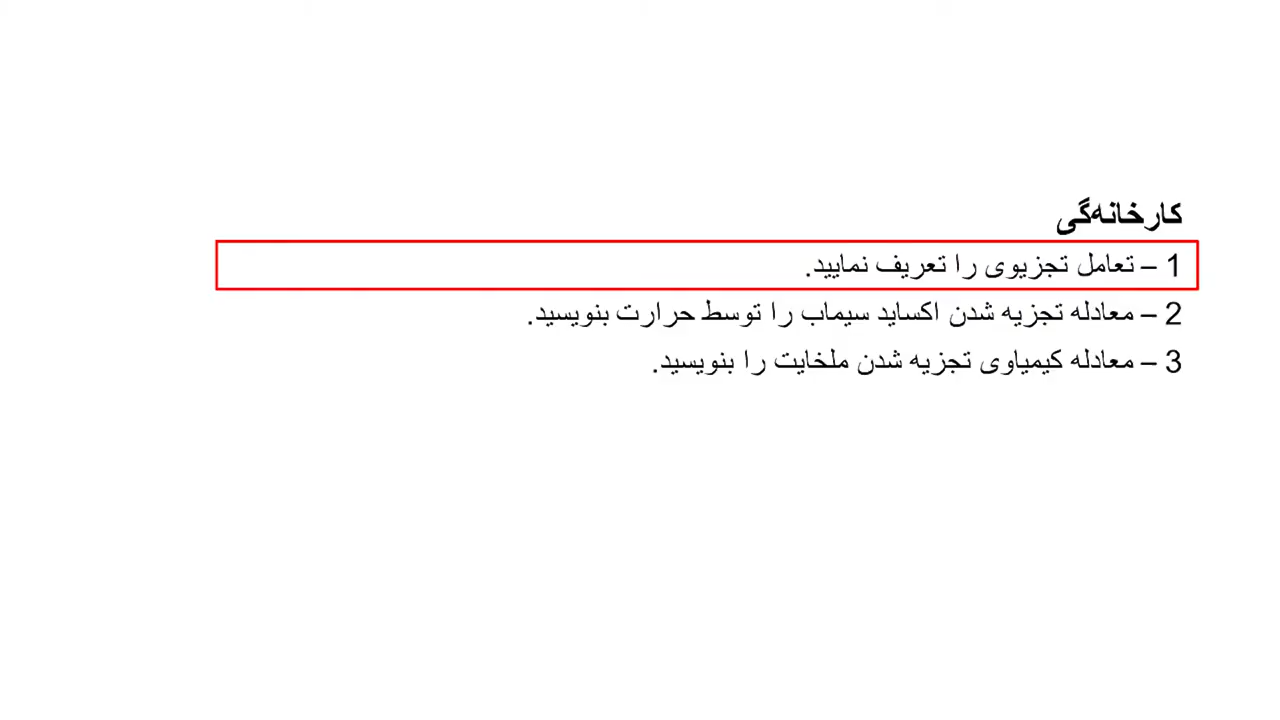 کارخانه‌گی
1 – تعامل تجزیوی را تعریف نمایید.
2 – معادله تجزیه شدن اکساید سیماب را توسط حرارت بنویسید.
3 – معادله کیمیاوی تجزیه شدن ملخایت را بنویسید.